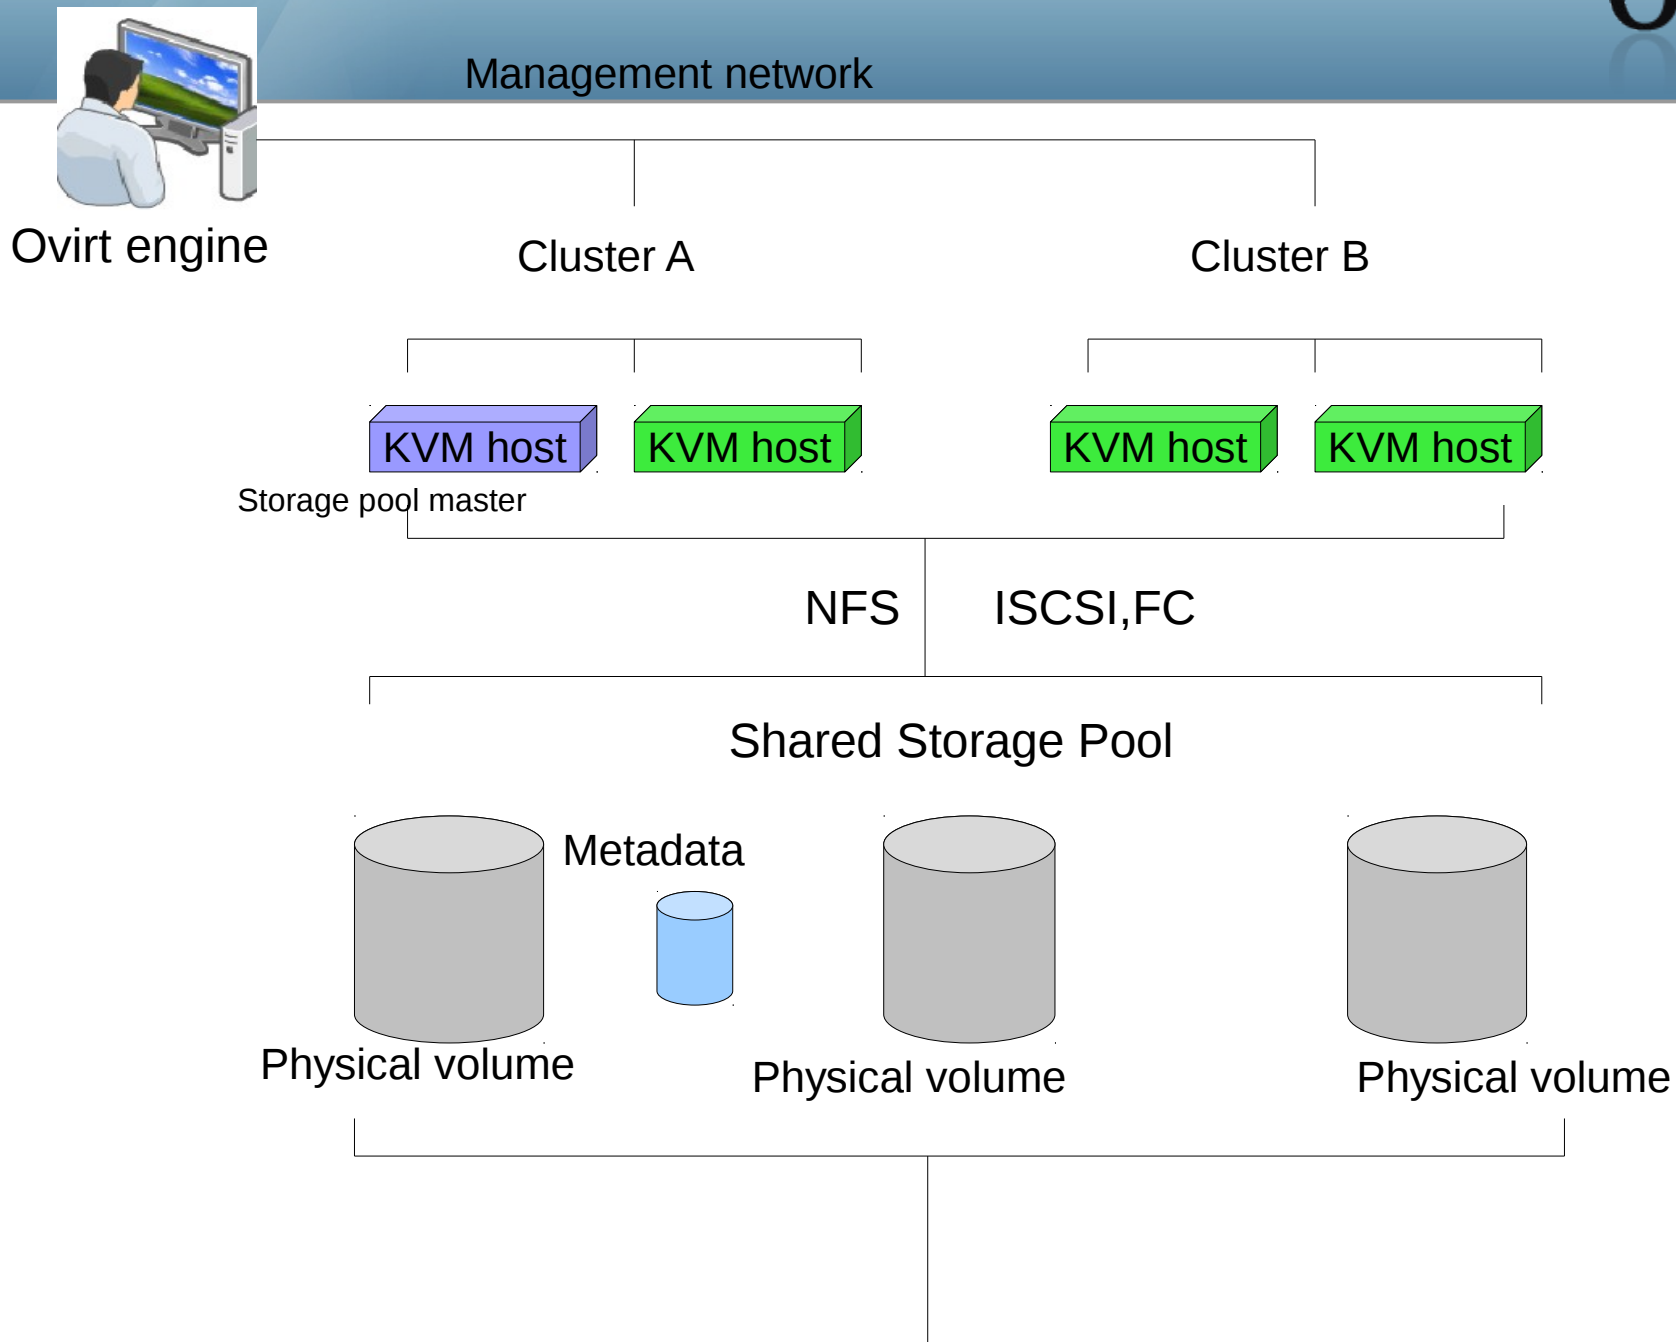 Management network
Ovirt engine
Cluster A
Cluster B
KVM host
KVM host
KVM host
KVM host
Storage pool master
NFS
ISCSI,FC
Shared Storage Pool
Metadata
Physical volume
Physical volume
Physical volume